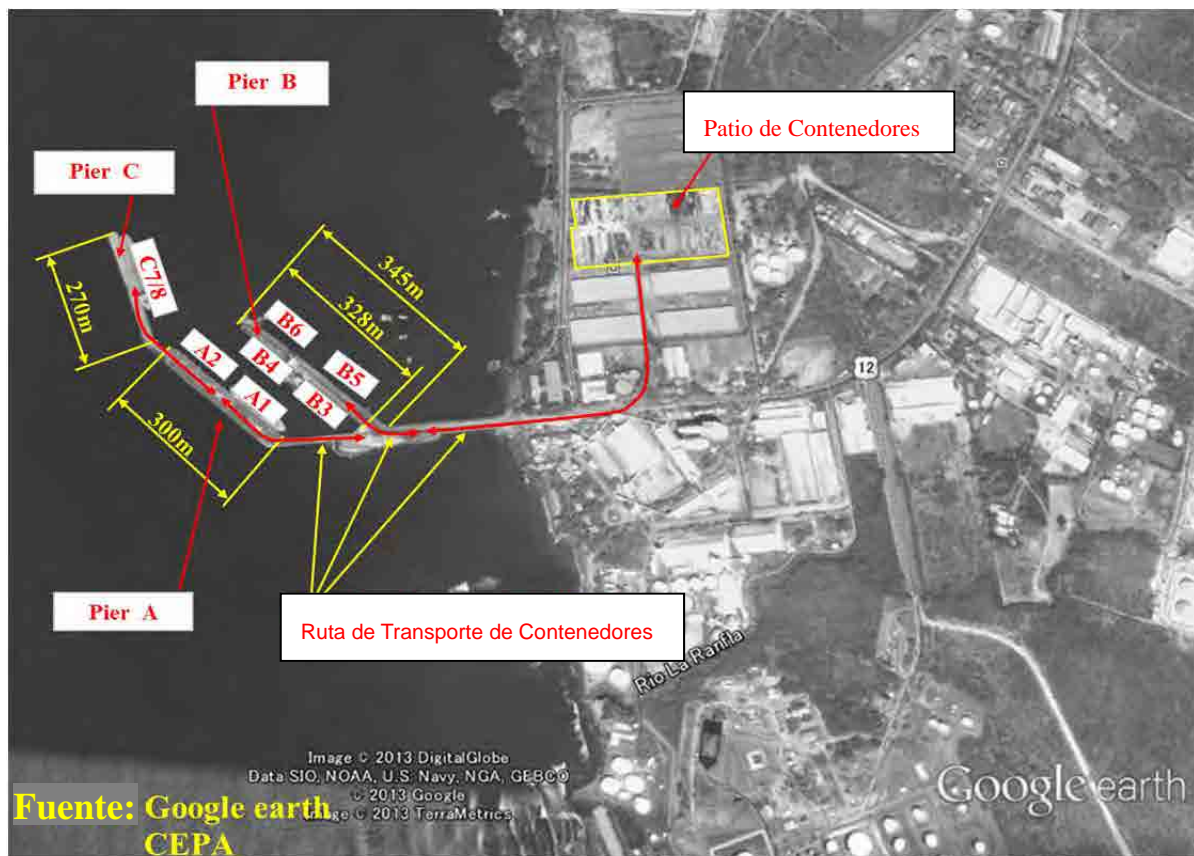 Pier B
Patio de Contenedores
Pier C
345m
328m
270m
C7/8
B6
B4
B5
B3
A2
A1
300m
12
Pier A
Ruta de Transporte de Contenedores
Rio La Ranfla
Image © 2013 DigitalGlobe
Data SIO, NOAA, U.S. Navy, NGA, GEBCO
© 2013 Google
Image © 2013 TerraMetrics
Google earth
Fuente: Google earth
CEPA